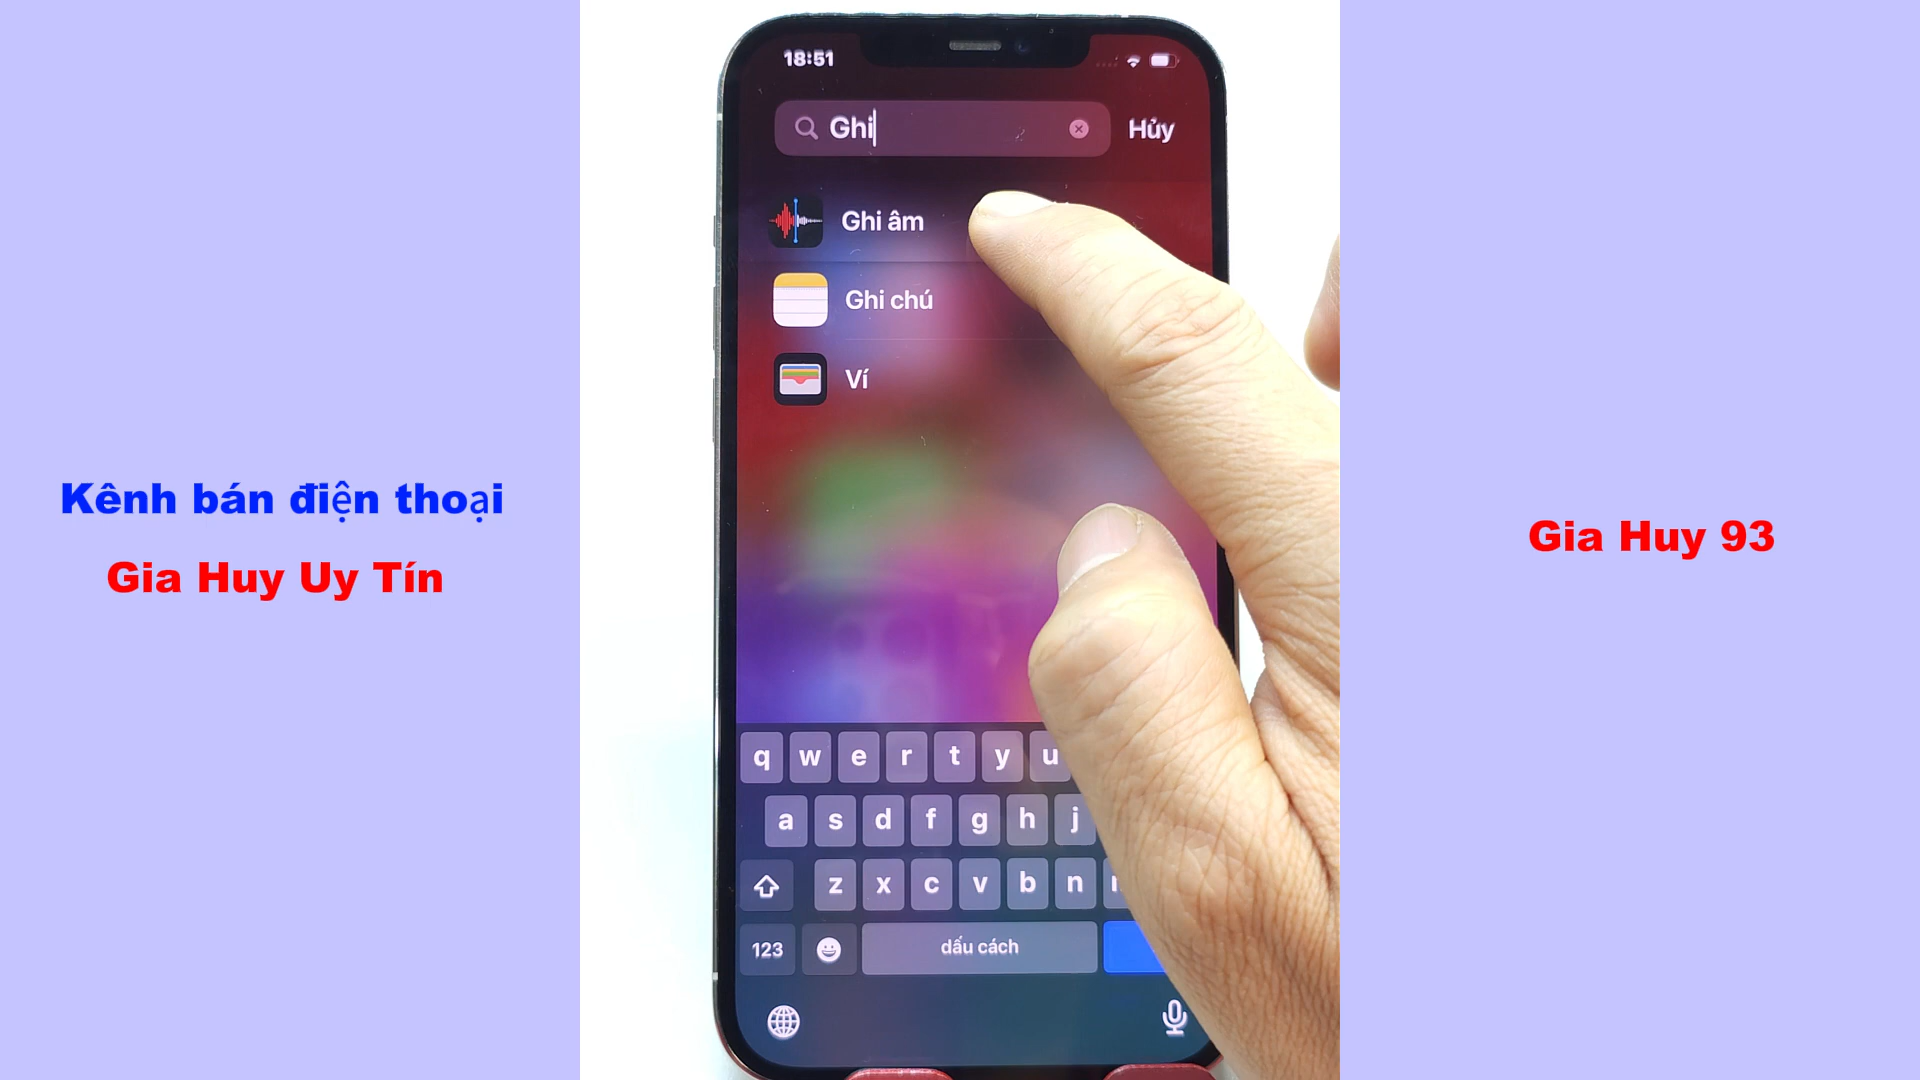 18:51
Ghi
Hủy
Ghi âm
Ghi chú
Ví
Kênh bán điện thoại
Gia Huy Uy Tín
Gia Huy 93
q w e r t y u
a s d f g h j
z x c v b n
123
dấu cách